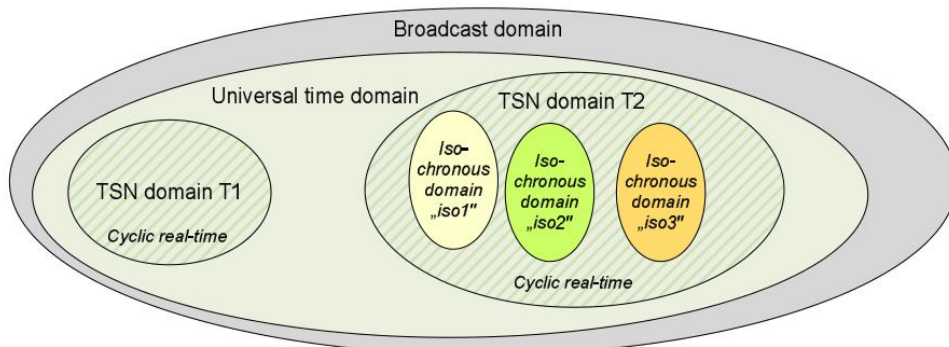 Broadcast domain
Universal time domain
TSN domain T1
Cyclic real-time
TSN domain T2
Iso-
chronous
domain
„iso1"
Iso-
chronous
domain
„iso2"
Iso-
chronous
domain
„iso3"
Cyclic real-time